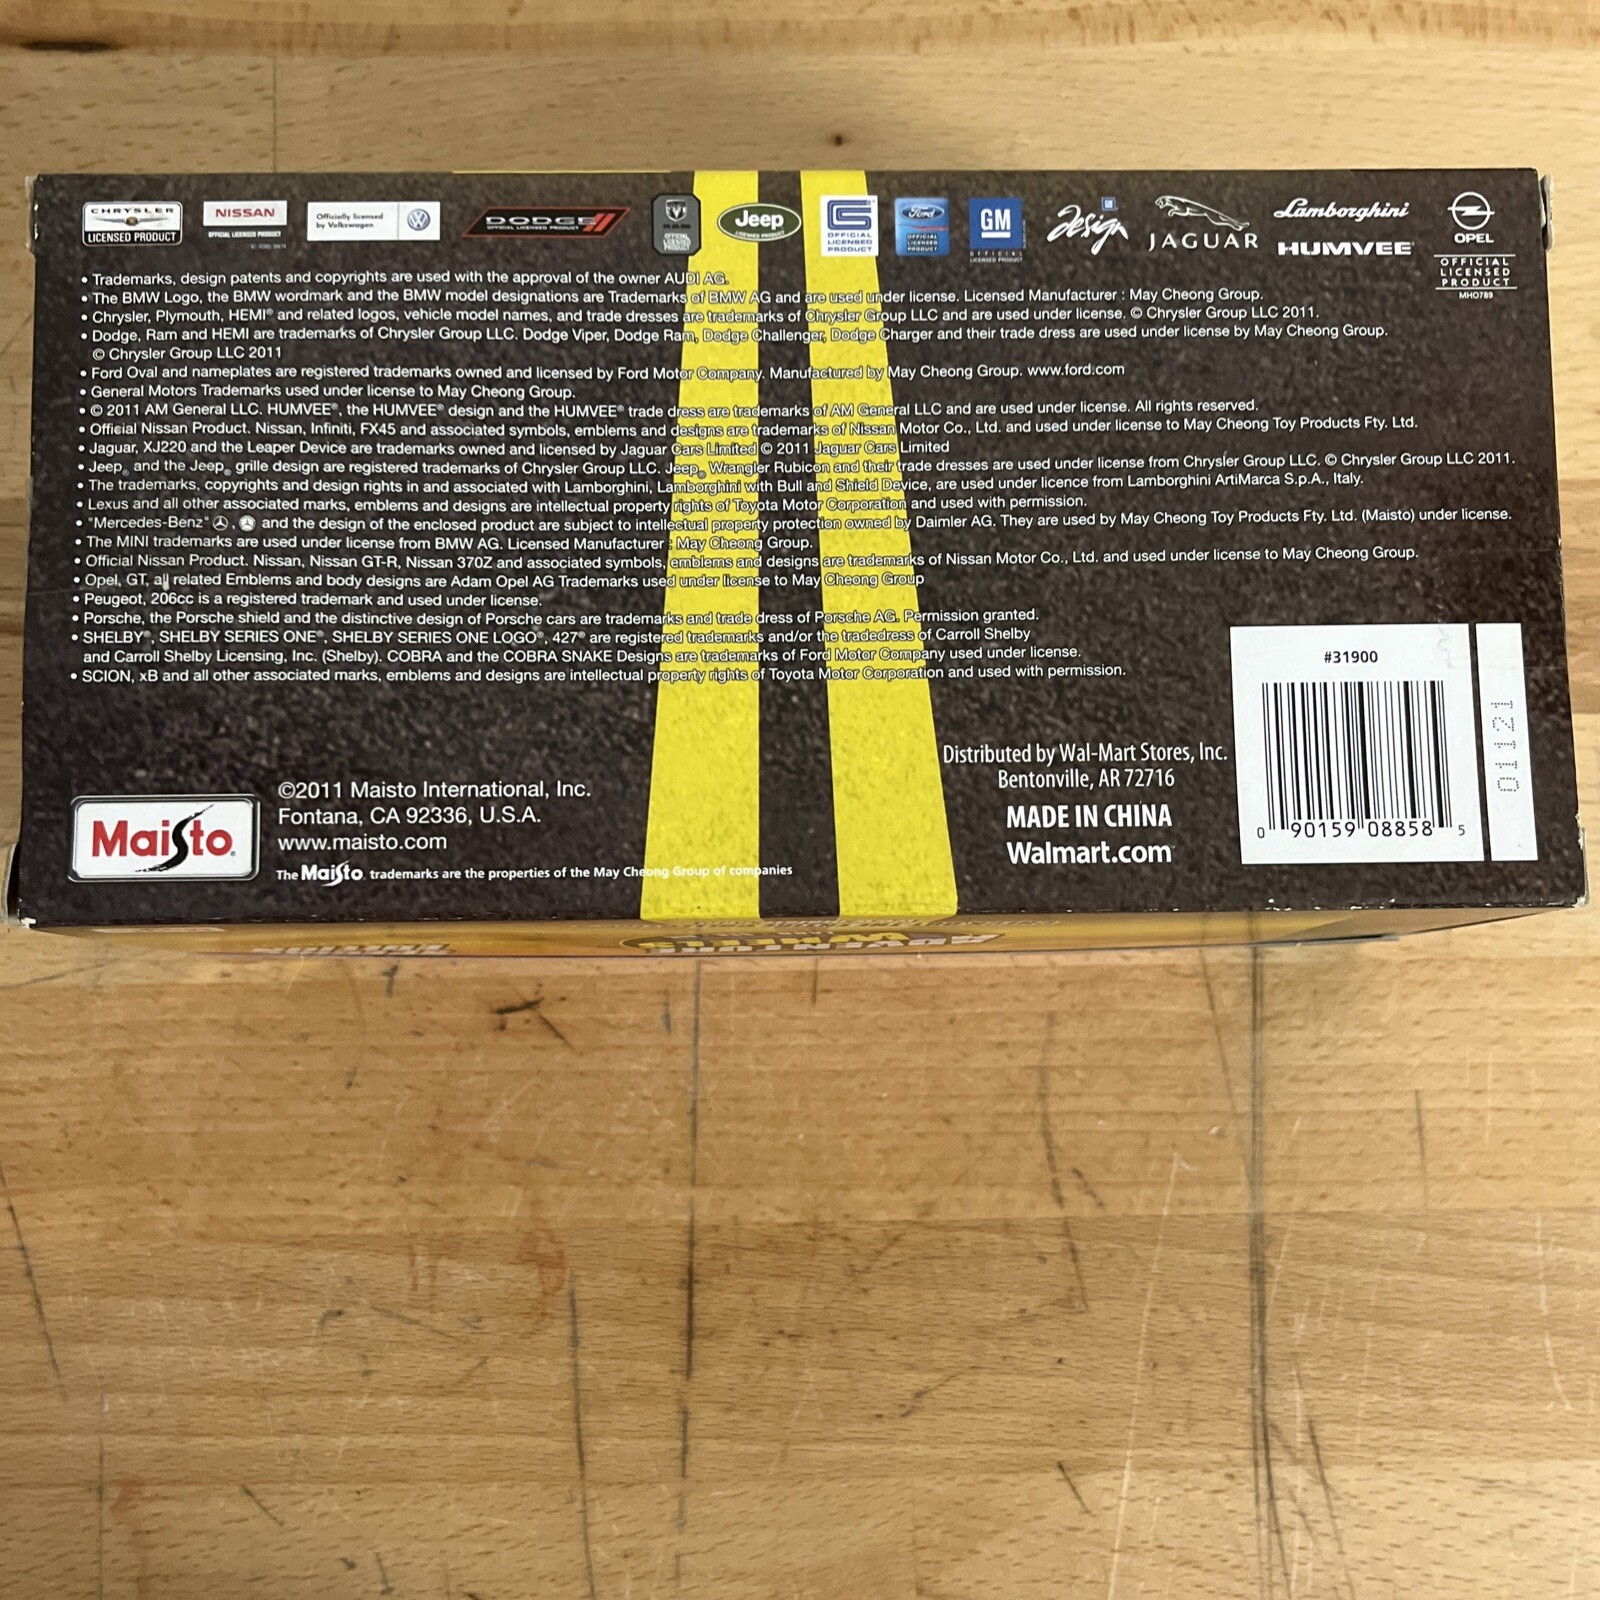 CHRYSLER
LICENSED PRODUCT
NISSAN
OFFICIAL LICENSED PRODUCT
Officially licensed
by Volkswagen
DODGE
OFFICIAL LICENSED PRODUCT
Jeep
LICENSED PRODUCT
OFFICIAL
LICENSED
PRODUCT
Ford
OFFICIAL
LICENSED
PRODUCT
GM
OFFICIAL
LICENSED PRODUCT
GM
Design
JAGUAR
Lamborghini
HUMVEE®
OPEL
OFFICIAL
LICENSED
PRODUCT
MHO789
• Trademarks, design patents and copyrights are used with the approval of the owner AUDI AG.
• The BMW Logo, the BMW wordmark and the BMW model designations are Trademarks of BMW AG and are used under license. Licensed Manufacturer : May Cheong Group.
• Chrysler, Plymouth, HEMI® and related logos, vehicle model names, and trade dresses are trademarks of Chrysler Group LLC and are used under license. © Chrysler Group LLC 2011.
• Dodge, Ram and HEMI are trademarks of Chrysler Group LLC. Dodge Viper, Dodge Ram, Dodge Challenger, Dodge Charger and their trade dress are used under license by May Cheong Group.
© Chrysler Group LLC 2011
• Ford Oval and nameplates are registered trademarks owned and licensed by Ford Motor Company. Manufactured by May Cheong Group. www.ford.com
• General Motors Trademarks used under license to May Cheong Group.
• © 2011 AM General LLC. HUMVEE®, the HUMVEE® design and the HUMVEE® trade dress are trademarks of AM General LLC and are used under license. All rights reserved.
• Official Nissan Product. Nissan, Infiniti, FX45 and associated symbols, emblems and designs are trademarks of Nissan Motor Co., Ltd. and used under license to May Cheong Toy Products Fty. Ltd.
• Jaguar, XJ220 and the Leaper Device are trademarks owned and licensed by Jaguar Cars Limited © 2011 Jaguar Cars Limited
• Jeep® and the Jeep® grille design are registered trademarks of Chrysler Group LLC. Jeep®, Wrangler Rubicon and their trade dresses are used under license from Chrysler Group LLC. © Chrysler Group LLC 2011.
• The trademarks, copyrights and design rights in and associated with Lamborghini, Lamborghini with Bull and Shield Device, are used under licence from Lamborghini ArtiMarca S.p.A., Italy.
• Lexus and all other associated marks, emblems and designs are intellectual property rights of Toyota Motor Corporation and used with permission.
• "Mercedes-Benz" , and the design of the enclosed product are subject to intellectual property protection owned by Daimler AG. They are used by May Cheong Toy Products Fty. Ltd. (Maisto) under license.
• The MINI trademarks are used under license from BMW AG. Licensed Manufacturer : May Cheong Group.
• Official Nissan Product. Nissan, Nissan GT-R, Nissan 370Z and associated symbols, emblems and designs are trademarks of Nissan Motor Co., Ltd. and used under license to May Cheong Group.
• Opel, GT, all related Emblems and body designs are Adam Opel AG Trademarks used under license to May Cheong Group
• Peugeot, 206cc is a registered trademark and used under license.
• Porsche, the Porsche shield and the distinctive design of Porsche cars are trademarks and trade dress of Porsche AG. Permission granted.
• SHELBY®, SHELBY SERIES ONE®, SHELBY SERIES ONE LOGO®, 427® are registered trademarks and/or the tradedress of Carroll Shelby
and Carroll Shelby Licensing, Inc. (Shelby). COBRA and the COBRA SNAKE Designs are trademarks of Ford Motor Company used under license.
• SCION, xB and all other associated marks, emblems and designs are intellectual property rights of Toyota Motor Corporation and used with permission.
Maisto®
©2011 Maisto International, Inc.
Fontana, CA 92336, U.S.A.
www.maisto.com
The Maisto trademarks are the properties of the May Cheong Group of companies
Distributed by Wal-Mart Stores, Inc.
Bentonville, AR 72716
MADE IN CHINA
Walmart.com
#31900
0 90159 08858 5
01121
ADVENTURE
WHEELS
EDITION